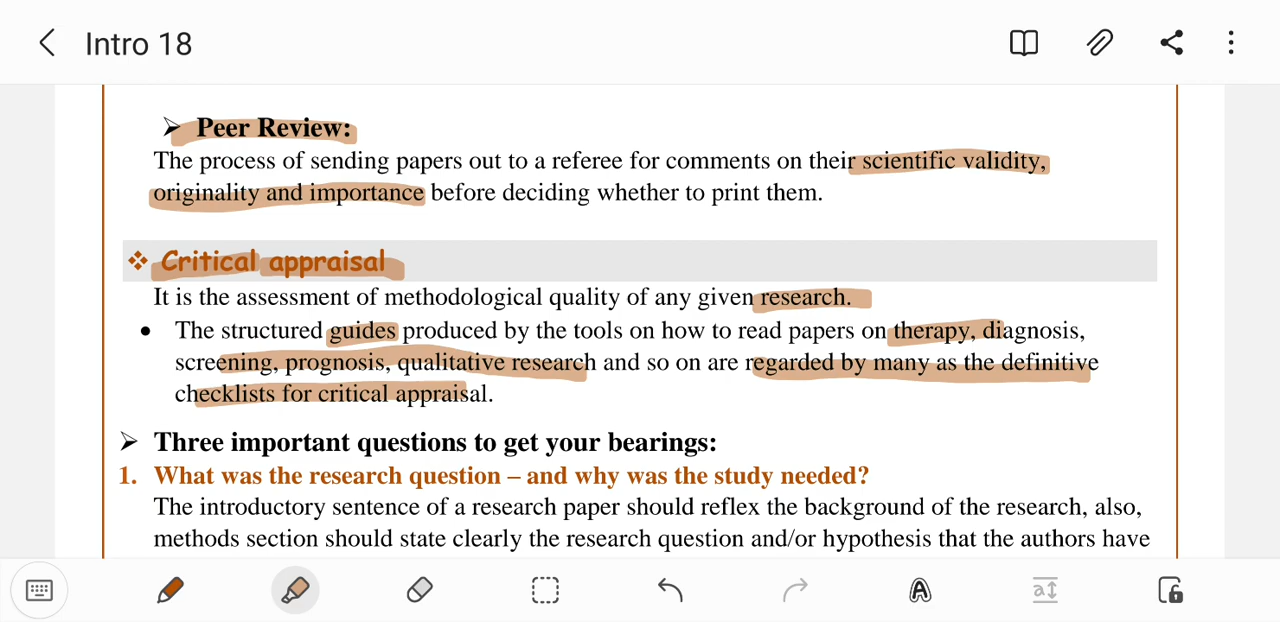 Intro 18
➢ Peer Review:
The process of sending papers out to a referee for comments on their scientific validity,
originality and importance before deciding whether to print them.
❖ Critical appraisal
It is the assessment of methodological quality of any given research.
• The structured guides produced by the tools on how to read papers on therapy, diagnosis,
screening, prognosis, qualitative research and so on are regarded by many as the definitive
checklists for critical appraisal.
➢ Three important questions to get your bearings:
1. What was the research question – and why was the study needed?
The introductory sentence of a research paper should reflex the background of the research, also,
methods section should state clearly the research question and/or hypothesis that the authors have